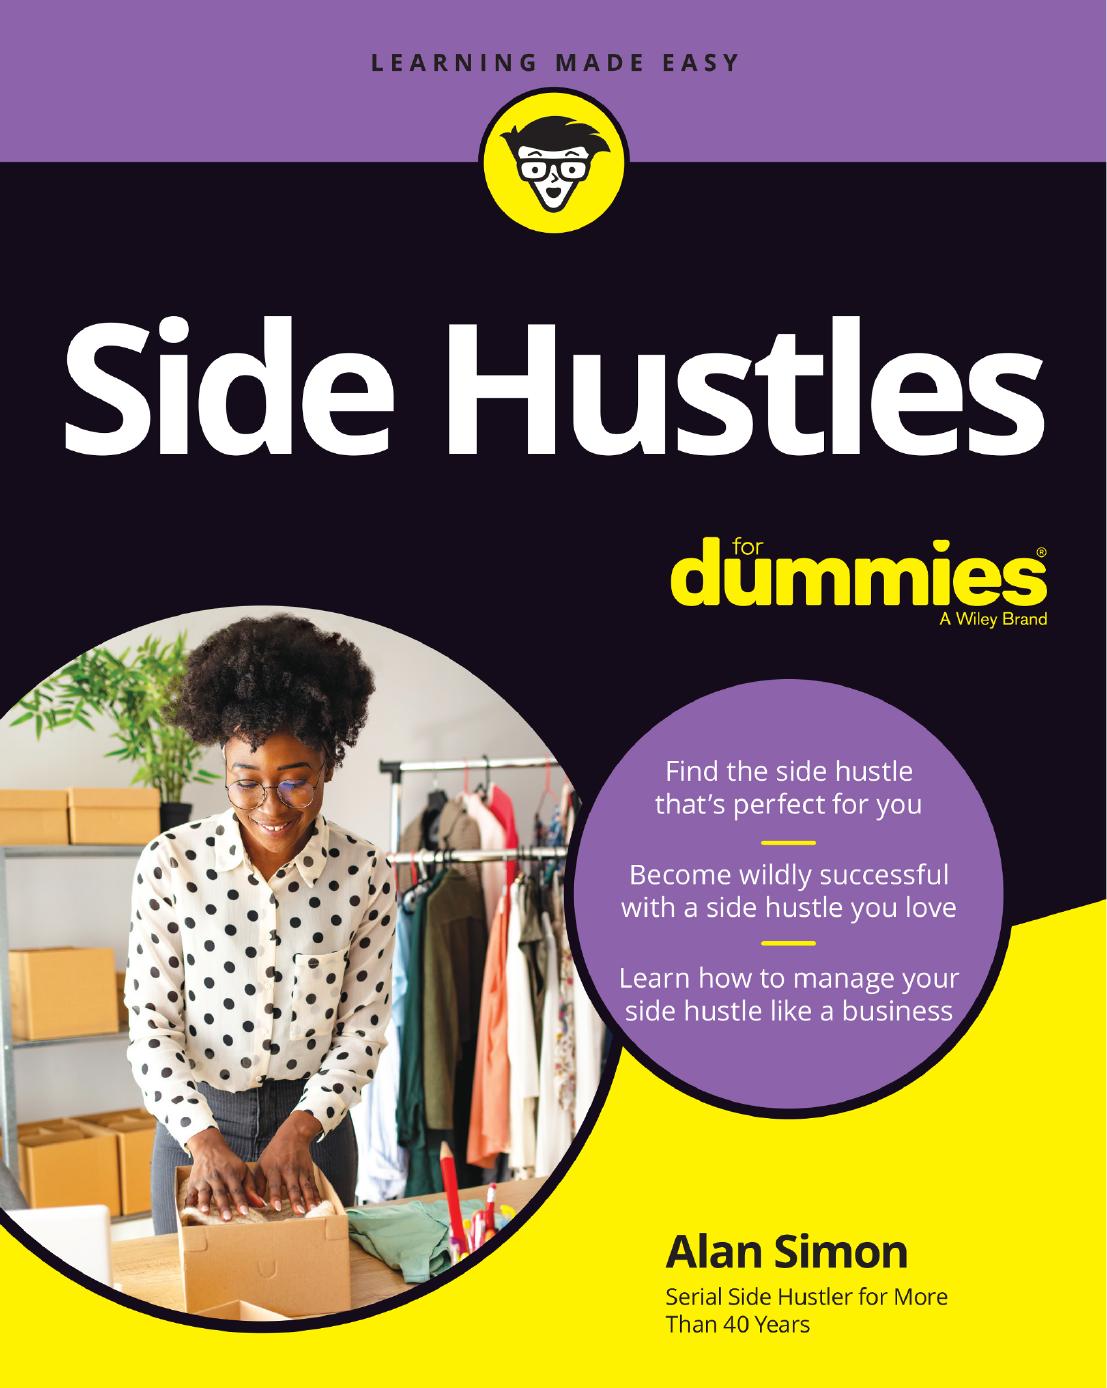 LEARNING MADE EASY
Side Hustles
for
dummies®
A Wiley Brand
Find the side hustle
that’s perfect for you
Become wildly successful
with a side hustle you love
Learn how to manage your
side hustle like a business
Alan Simon
Serial Side Hustler for More
Than 40 Years